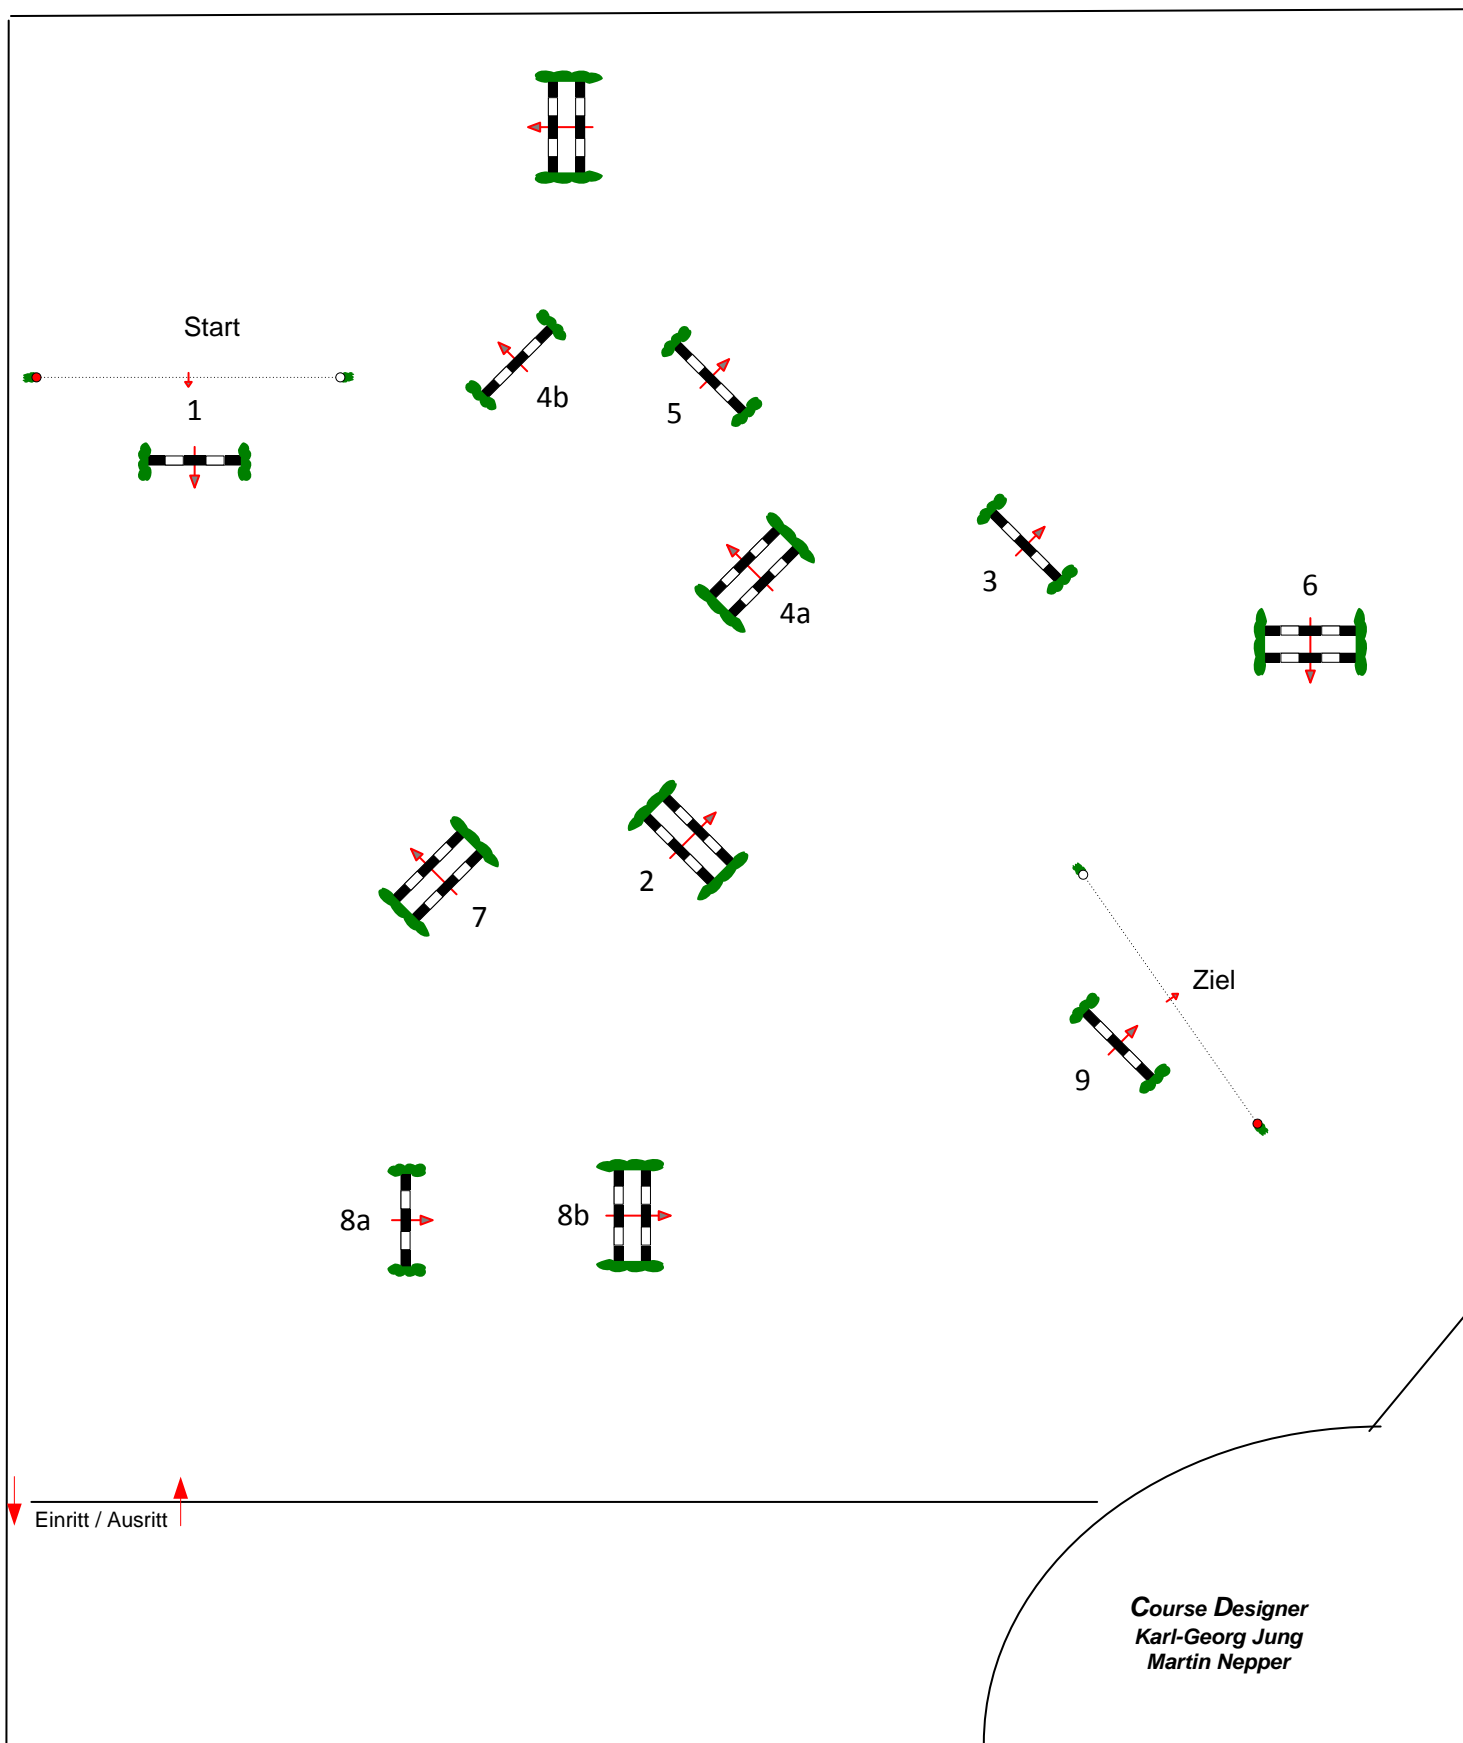 Start
1
4b
5
3
4a
6
2
7
Ziel
9
8a
8b
Einritt / Ausritt
Course Designer
Karl-Georg Jung
Martin Nepper